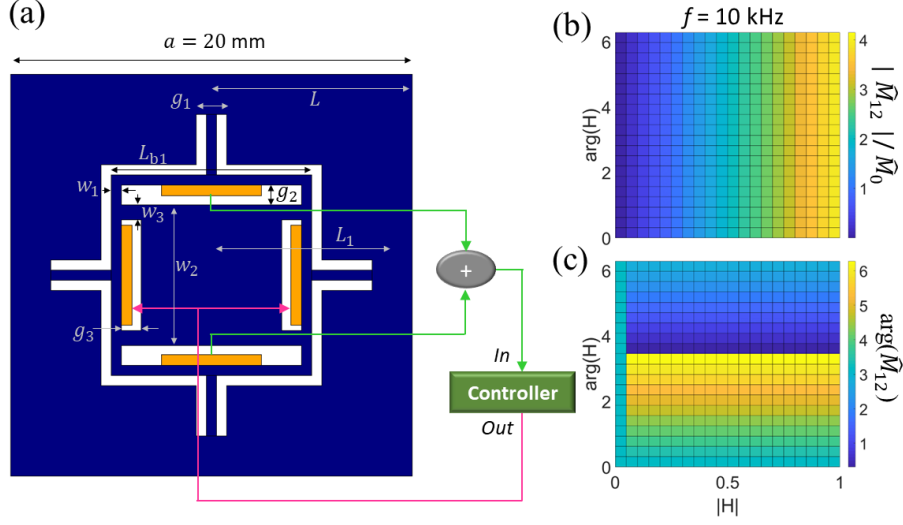 (a)
a = 20 mm
L
g₁
L_b1
w₁
g₂
w₃
L₁
w₂
g₃
+
In
Controller
Out
(b)
f = 10 kHz
6
4
2
0
arg(H)
4
3
2
1
0
| M̂₁₂ | / M̂₀
(c)
6
4
2
0
arg(H)
0
0.5
1
|H|
6
5
4
3
2
1
arg(M̂₁₂)